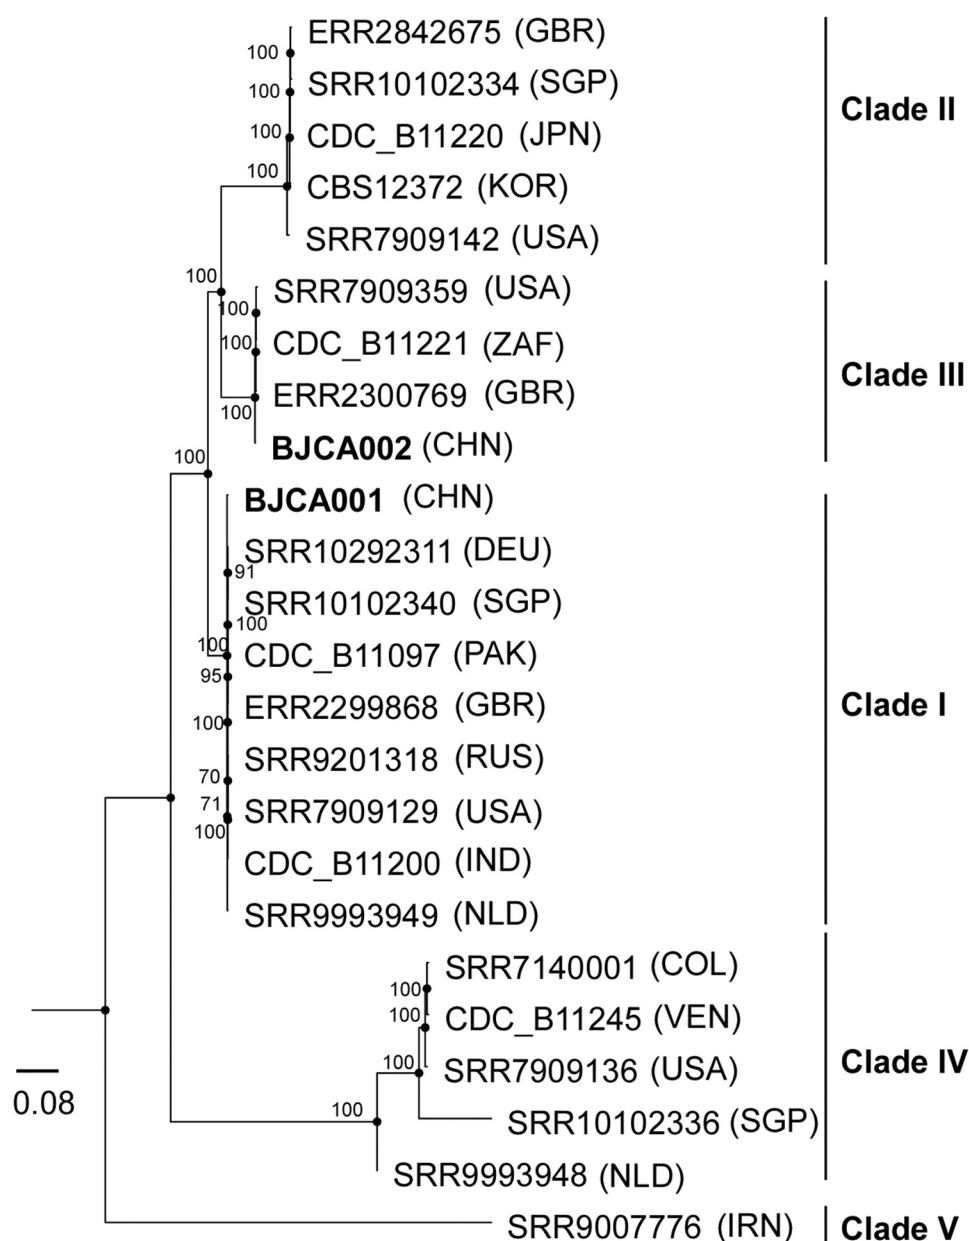 ERR2842675 (GBR)
100
SRR10102334 (SGP)
100
Clade II
CDC_B11220 (JPN)
100
CBS12372 (KOR)
100
SRR7909142 (USA)
100
SRR7909359 (USA)
100
CDC_B11221 (ZAF)
100
Clade III
ERR2300769 (GBR)
100
BJCA002 (CHN)
100
BJCA001 (CHN)
SRR10292311 (DEU)
91
SRR10102340 (SGP)
100
100
CDC_B11097 (PAK)
95
ERR2299868 (GBR)
Clade I
100
SRR9201318 (RUS)
70
71
SRR7909129 (USA)
100
CDC_B11200 (IND)
SRR9993949 (NLD)
SRR7140001 (COL)
100
100
CDC_B11245 (VEN)
100
SRR7909136 (USA)
Clade IV
0.08
100
SRR10102336 (SGP)
SRR9993948 (NLD)
SRR9007776 (IRN)
Clade V